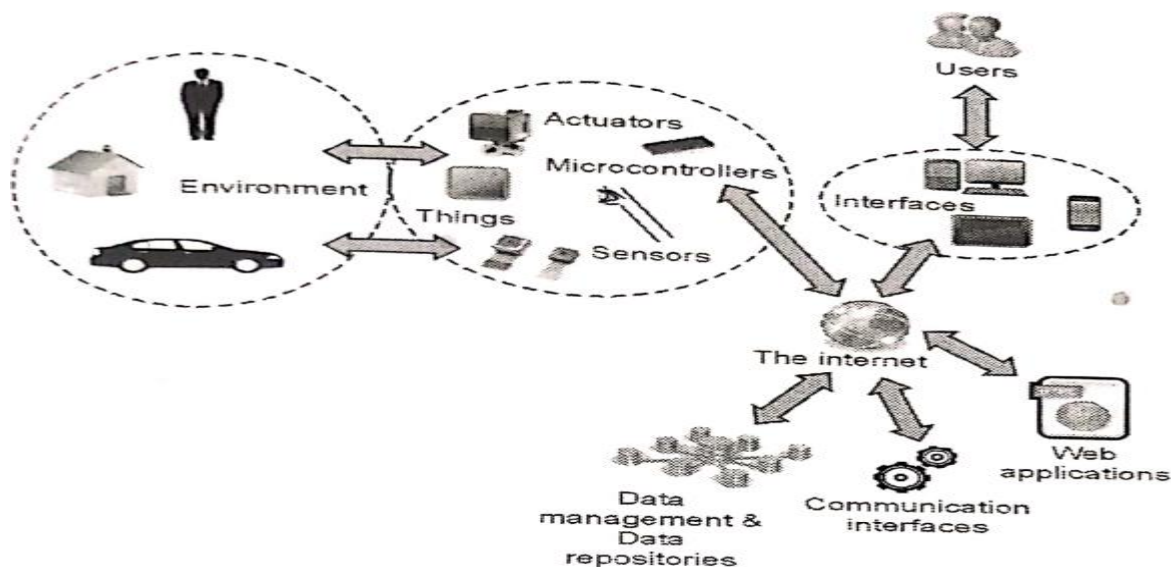 Users
Actuators
Microcontrollers
Environment
Interfaces
Things
Sensors
The internet
Web
applications
Data
management &
Data
repositories
Communication
interfaces